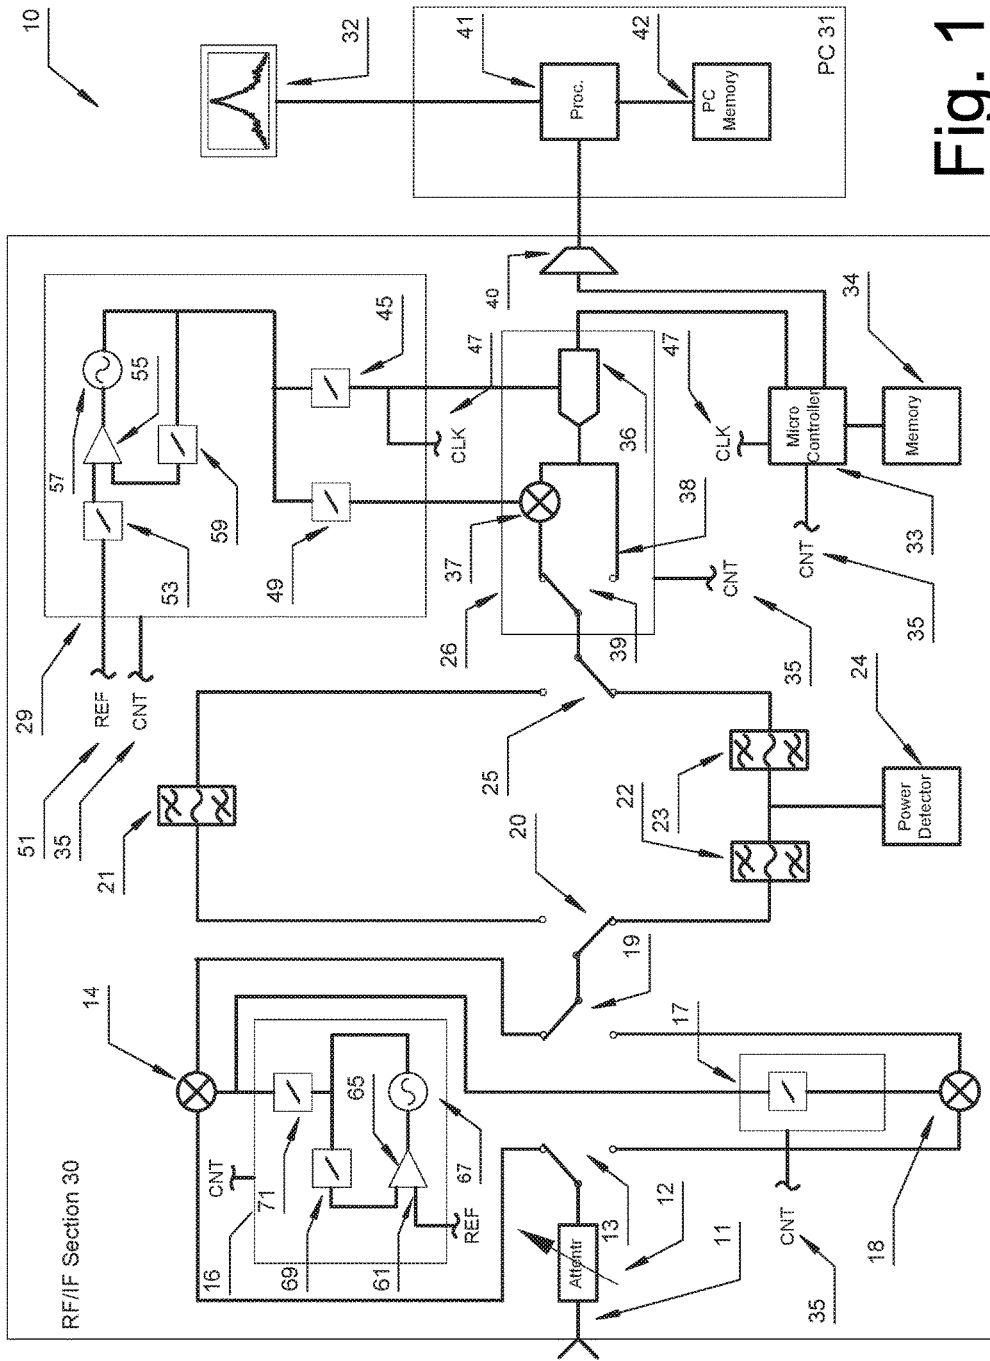 10
32
41
42
PC 31
Proc.
PC
Memory
Fig. 1
57
55
59
53
49
45
47
CLK
40
36
37
38
39
26
CNT
35
47
CLK
Micro
Controller
Memory
34
33
CNT
35
29
REF
CNT
51
35
21
25
20
22
23
24
Power
Detector
19
14
16
CNT
71
69
65
61
67
REF
13
12
11
Attentr
17
18
CNT
35
RF/IF Section 30